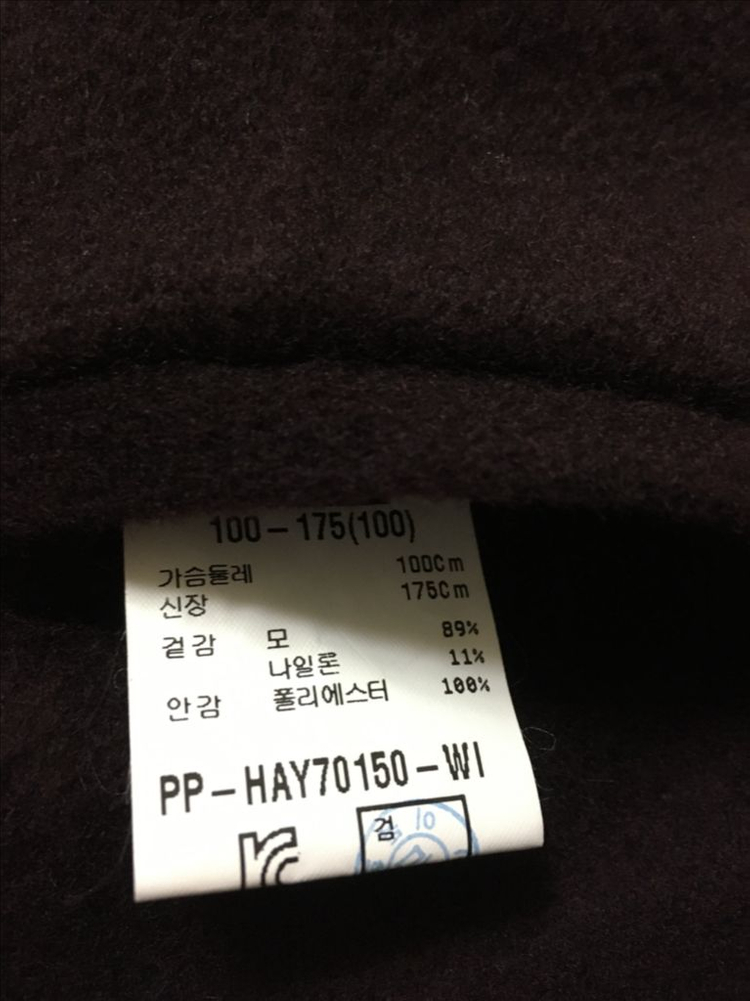 100-175(100)
가슴둘레 100Cm
신장 175Cm
겉감 모 89%
나일론 11%
안감 폴리에스터 100%
PP-HAY70150-WI
검 10